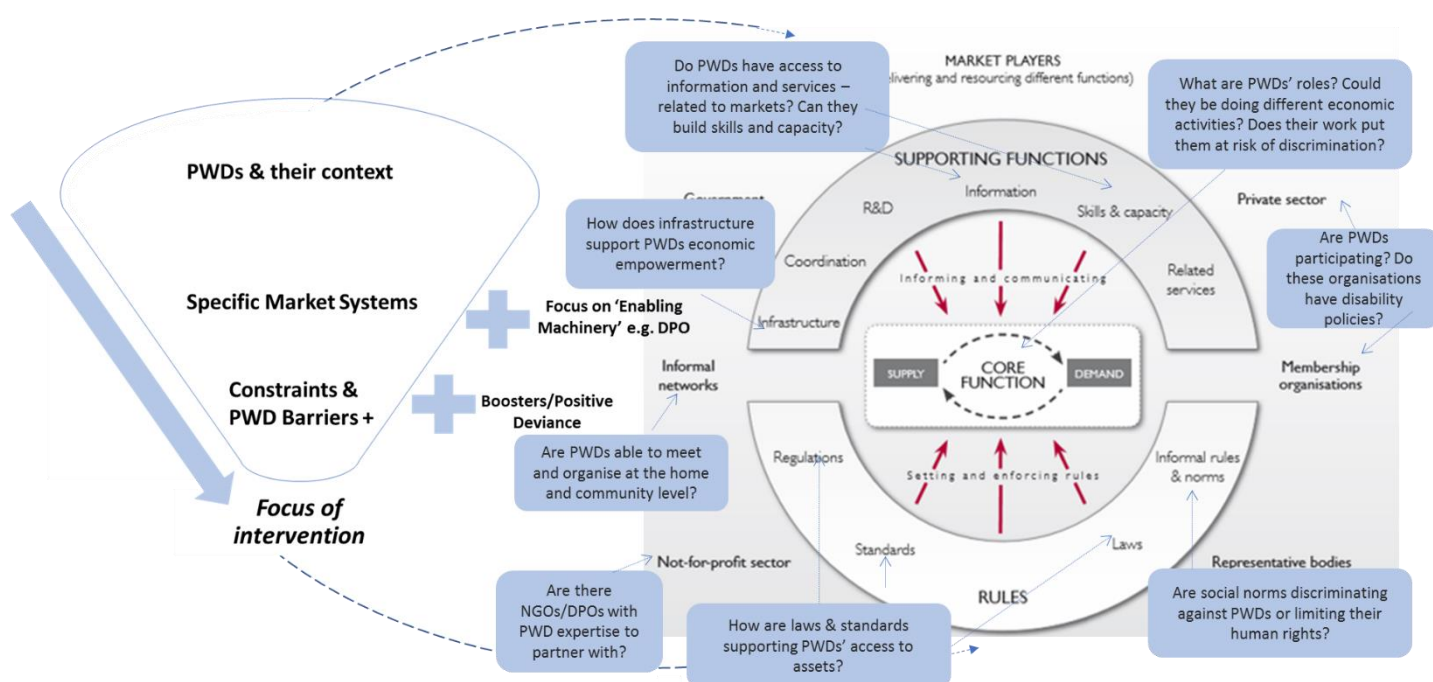 PWDs & their context
Specific Market Systems
Focus on ‘Enabling
Machinery’ e.g. DPO
Constraints &
PWD Barriers +
Boosters/Positive
Deviance
Focus of
intervention
MARKET PLAYERS
elivering and resourcing different functions)
Do PWDs have access to
information and services –
related to markets? Can they
build skills and capacity?
What are PWDs’ roles? Could
they be doing different economic
activities? Does their work put
them at risk of discrimination?
SUPPORTING FUNCTIONS
Information
R&D
Skills & capacity
Coordination
Related
services
Infrastructure
Government
Private sector
How does infrastructure
support PWDs economic
empowerment?
Are PWDs
participating? Do
these organisations
have disability
policies?
Informing and communicating
SUPPLY
CORE
FUNCTION
DEMAND
Informal
networks
Membership
organisations
Are PWDs able to meet
and organise at the home
and community level?
Regulations
Setting and enforcing rules
Informal rules
& norms
Standards
Laws
RULES
Not-for-profit sector
Representative bodies
Are there
NGOs/DPOs with
PWD expertise to
partner with?
How are laws & standards
supporting PWDs’ access to
assets?
Are social norms discriminating
against PWDs or limiting their
human rights?